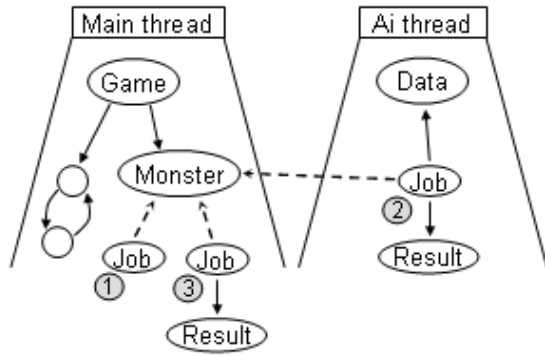 Main thread
Ai thread
Game
Data
Monster
Job
2
Job
Job
1
3
Result
Result